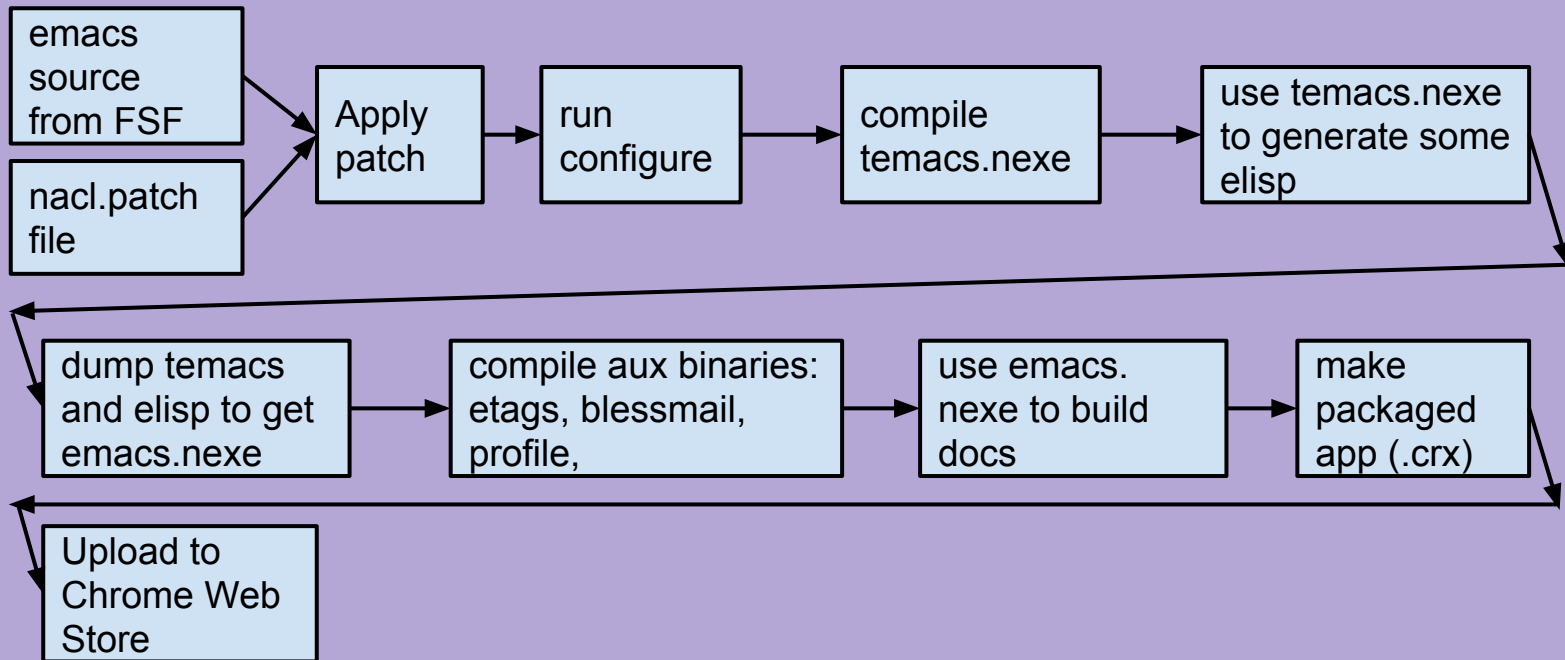 emacs
source
from FSF
nacl.patch
file
Apply
patch
run
configure
compile
temacs.nexe
use temacs.nexe
to generate some
elisp
dump temacs
and elisp to get
emacs.nexe
compile aux binaries:
etags, blessmail,
profile,
use emacs.
nexe to build
docs
make
packaged
app (.crx)
Upload to
Chrome Web
Store